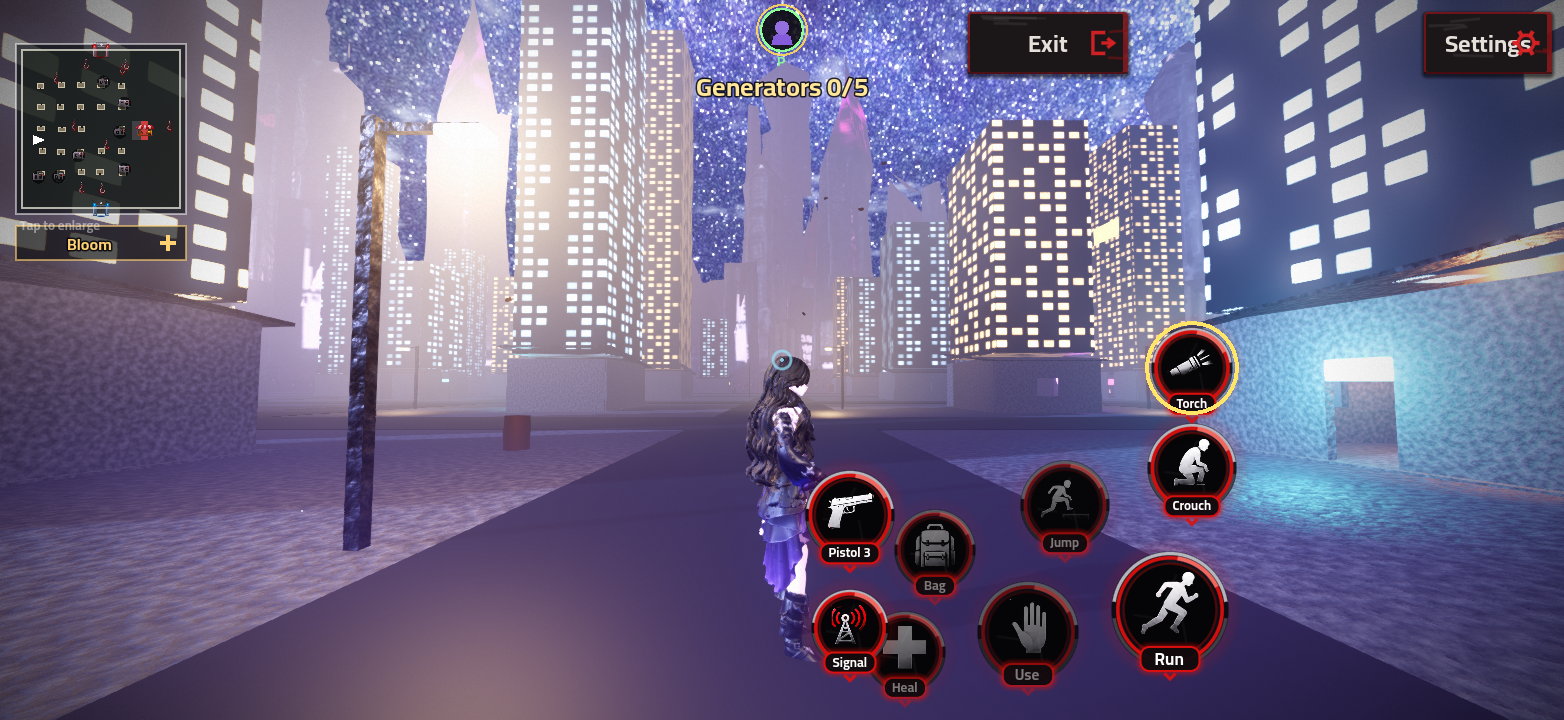 Exit
Settings
P
Generators 0/5
Tap to enlarge
Bloom
Torch
Crouch
Pistol 3
Jump
Bag
Signal
Heal
Use
Run